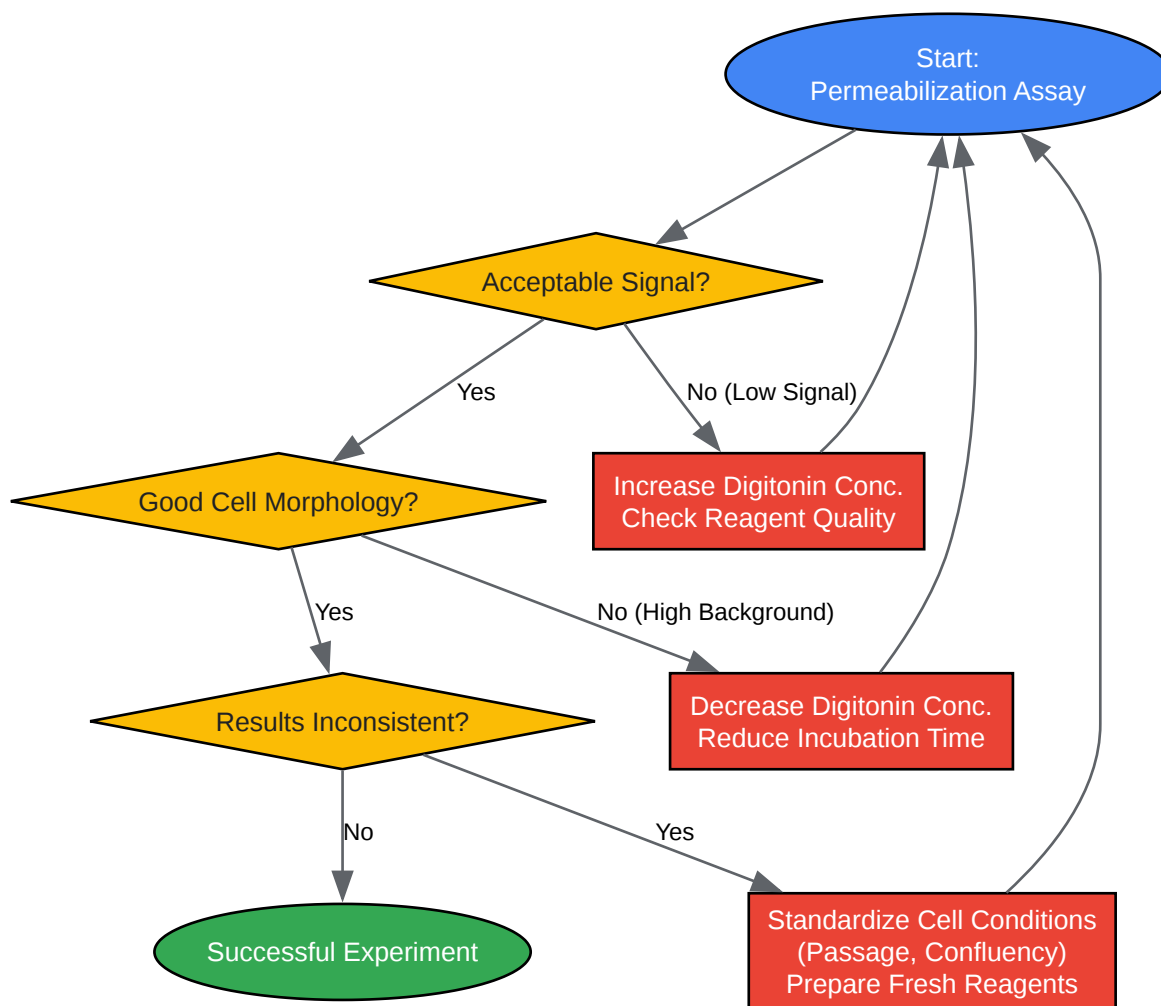 Start:
Permeabilization Assay
Acceptable Signal?
Yes
No (Low Signal)
Good Cell Morphology?
Increase Digitonin Conc.
Check Reagent Quality
Yes
No (High Background)
Results Inconsistent?
Decrease Digitonin Conc.
Reduce Incubation Time
No
Yes
Successful Experiment
Standardize Cell Conditions
(Passage, Confluency)
Prepare Fresh Reagents